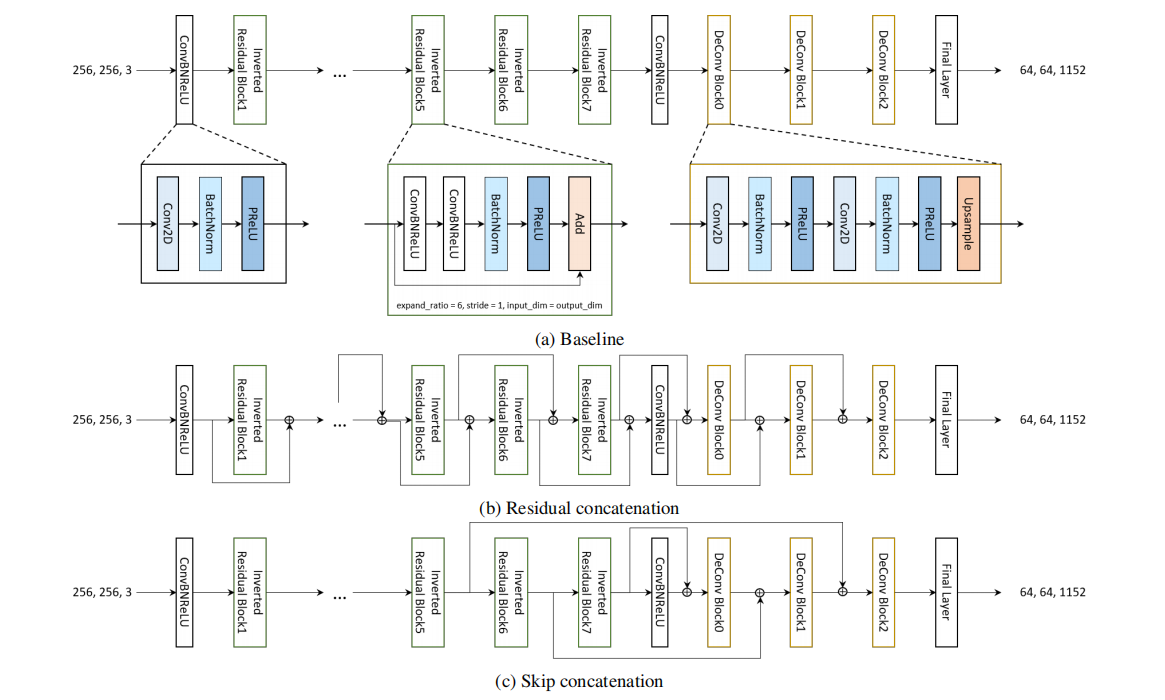 256, 256, 3
ConvBNReLU
Inverted
Residual Block1
...
Inverted
Residual Block5
Inverted
Residual Block6
Inverted
Residual Block7
ConvBNReLU
DeConv Block0
DeConv Block1
DeConv Block2
Final Layer
64, 64, 1152
Conv2D
BatchNorm
PReLU
ConvBNReLU
ConvBNReLU
BatchNorm
PReLU
Add
expand_ratio = 6, stride = 1, input_dim = output_dim
Conv2D
BatchNorm
PReLU
Conv2D
BatchNorm
PReLU
Upsample
(a) Baseline
256, 256, 3
ConvBNReLU
Inverted
Residual Block1
...
Inverted
Residual Block5
Inverted
Residual Block6
Inverted
Residual Block7
ConvBNReLU
DeConv Block0
DeConv Block1
DeConv Block2
Final Layer
64, 64, 1152
(b) Residual concatenation
256, 256, 3
ConvBNReLU
Inverted
Residual Block1
...
Inverted
Residual Block5
Inverted
Residual Block6
Inverted
Residual Block7
ConvBNReLU
DeConv Block0
DeConv Block1
DeConv Block2
Final Layer
64, 64, 1152
(c) Skip concatenation